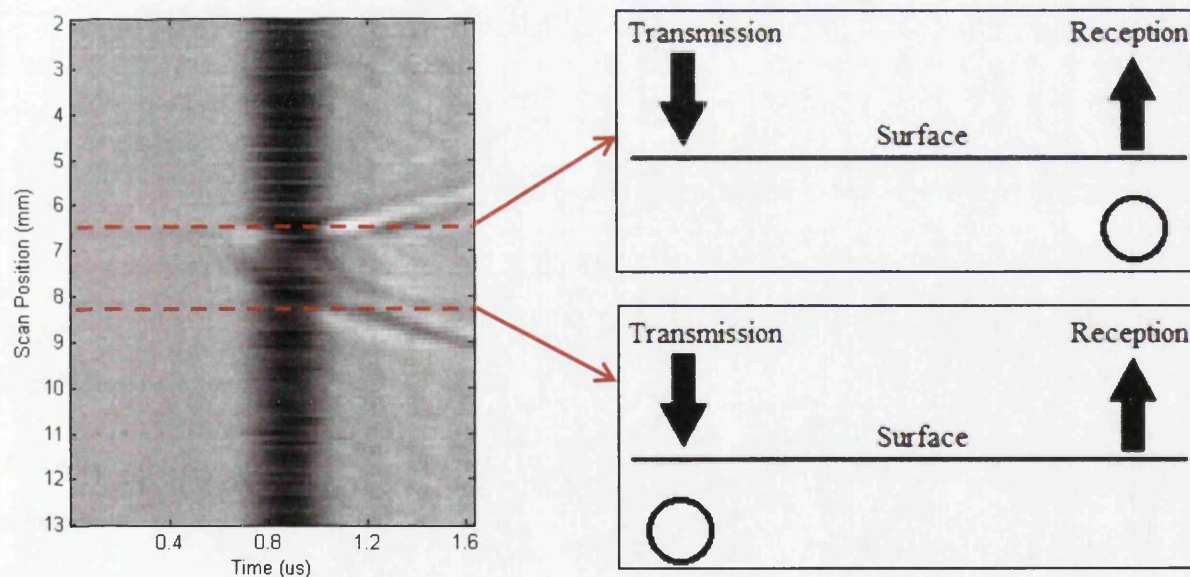 2
3
4
5
6
7
8
9
10
11
12
13
Scan Position (mm)
0.4 0.8 1.2 1.6
Time (us)
Transmission Reception
Surface
Transmission Reception
Surface